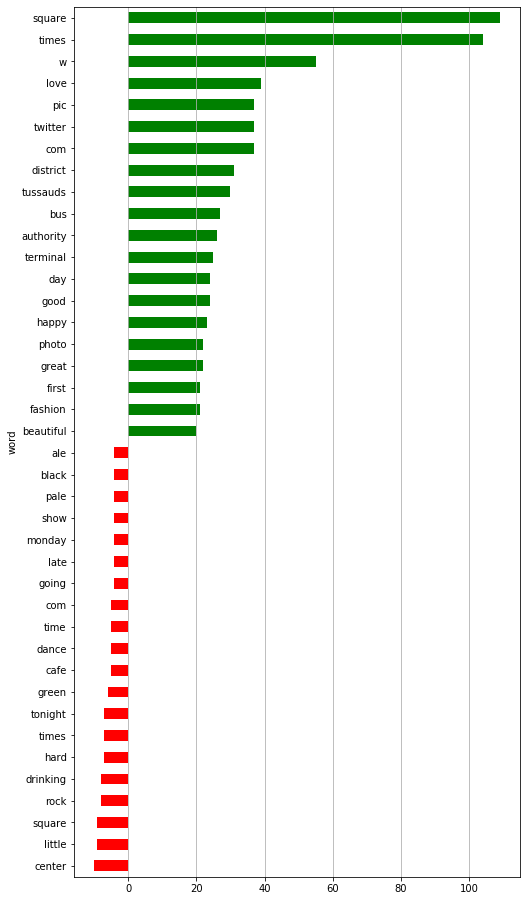 square
times
w
love
pic
twitter
com
district
tussauds
bus
authority
terminal
day
good
happy
photo
great
first
fashion
beautiful
ale
black
pale
show
monday
late
going
com
time
dance
cafe
green
tonight
times
hard
drinking
rock
square
little
center
word
0 20 40 60 80 100